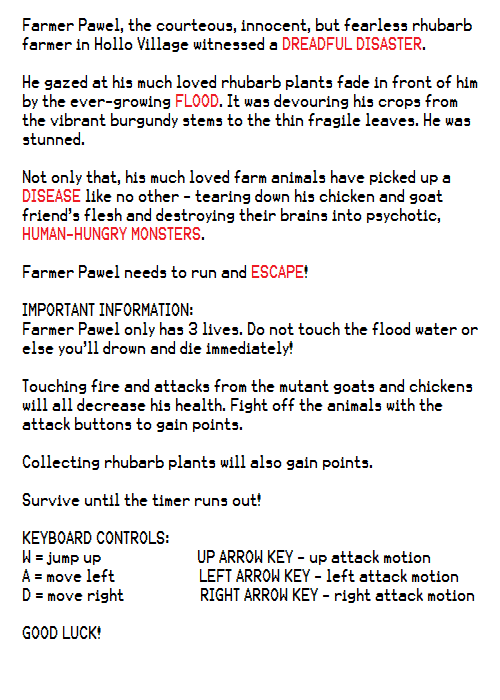 Farmer Pawel, the courteous, innocent, but fearless rhubarb
farmer in Hollo Village witnessed a DREADFUL DISASTER.
He gazed at his much loved rhubarb plants fade in front of him
by the ever-growing FLOOD. It was devouring his crops from
the vibrant burgundy stems to the thin fragile leaves. He was
stunned.
Not only that, his much loved farm animals have picked up a
DISEASE like no other - tearing down his chicken and goat
friend's flesh and destroying their brains into psychotic,
HUMAN-HUNGRY MONSTERS.
Farmer Pawel needs to run and ESCAPE!
IMPORTANT INFORMATION:
Farmer Pawel only has 3 lives. Do not touch the flood water or
else you'll drown and die immediately!
Touching fire and attacks from the mutant goats and chickens
will all decrease his health. Fight off the animals with the
attack buttons to gain points.
Collecting rhubarb plants will also gain points.
Survive until the timer runs out!
KEYBOARD CONTROLS:
W = jump up UP ARROW KEY - up attack motion
A = move left LEFT ARROW KEY - left attack motion
D = move right RIGHT ARROW KEY - right attack motion
GOOD LUCK!